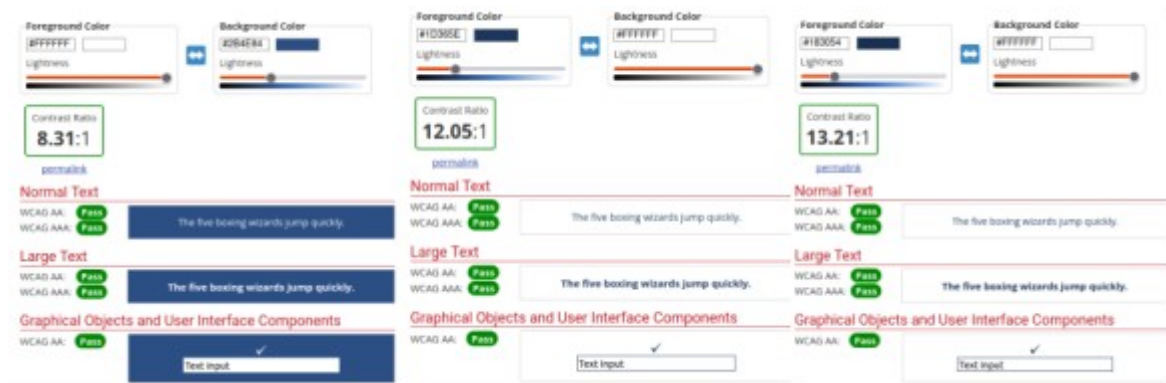 Foreground Color
#FFFFFF
Lightness
Background Color
#2B4E84
Lightness
Contrast Ratio
8.31:1
permalink
Normal Text
WCAG AA: Pass
WCAG AAA: Pass
The five boxing wizards jump quickly.
Large Text
WCAG AA: Pass
WCAG AAA: Pass
The five boxing wizards jump quickly.
Graphical Objects and User Interface Components
WCAG AA: Pass
✓
Text Input
Foreground Color
#1D365E
Lightness
Background Color
#FFFFFF
Lightness
Contrast Ratio
12.05:1
permalink
Normal Text
WCAG AA: Pass
WCAG AAA: Pass
The five boxing wizards jump quickly.
Large Text
WCAG AA: Pass
WCAG AAA: Pass
The five boxing wizards jump quickly.
Graphical Objects and User Interface Components
WCAG AA: Pass
✓
Text Input
Foreground Color
#183054
Lightness
Background Color
#FFFFFF
Lightness
Contrast Ratio
13.21:1
permalink
Normal Text
WCAG AA: Pass
WCAG AAA: Pass
The five boxing wizards jump quickly.
Large Text
WCAG AA: Pass
WCAG AAA: Pass
The five boxing wizards jump quickly.
Graphical Objects and User Interface Components
WCAG AA: Pass
✓
Text Input